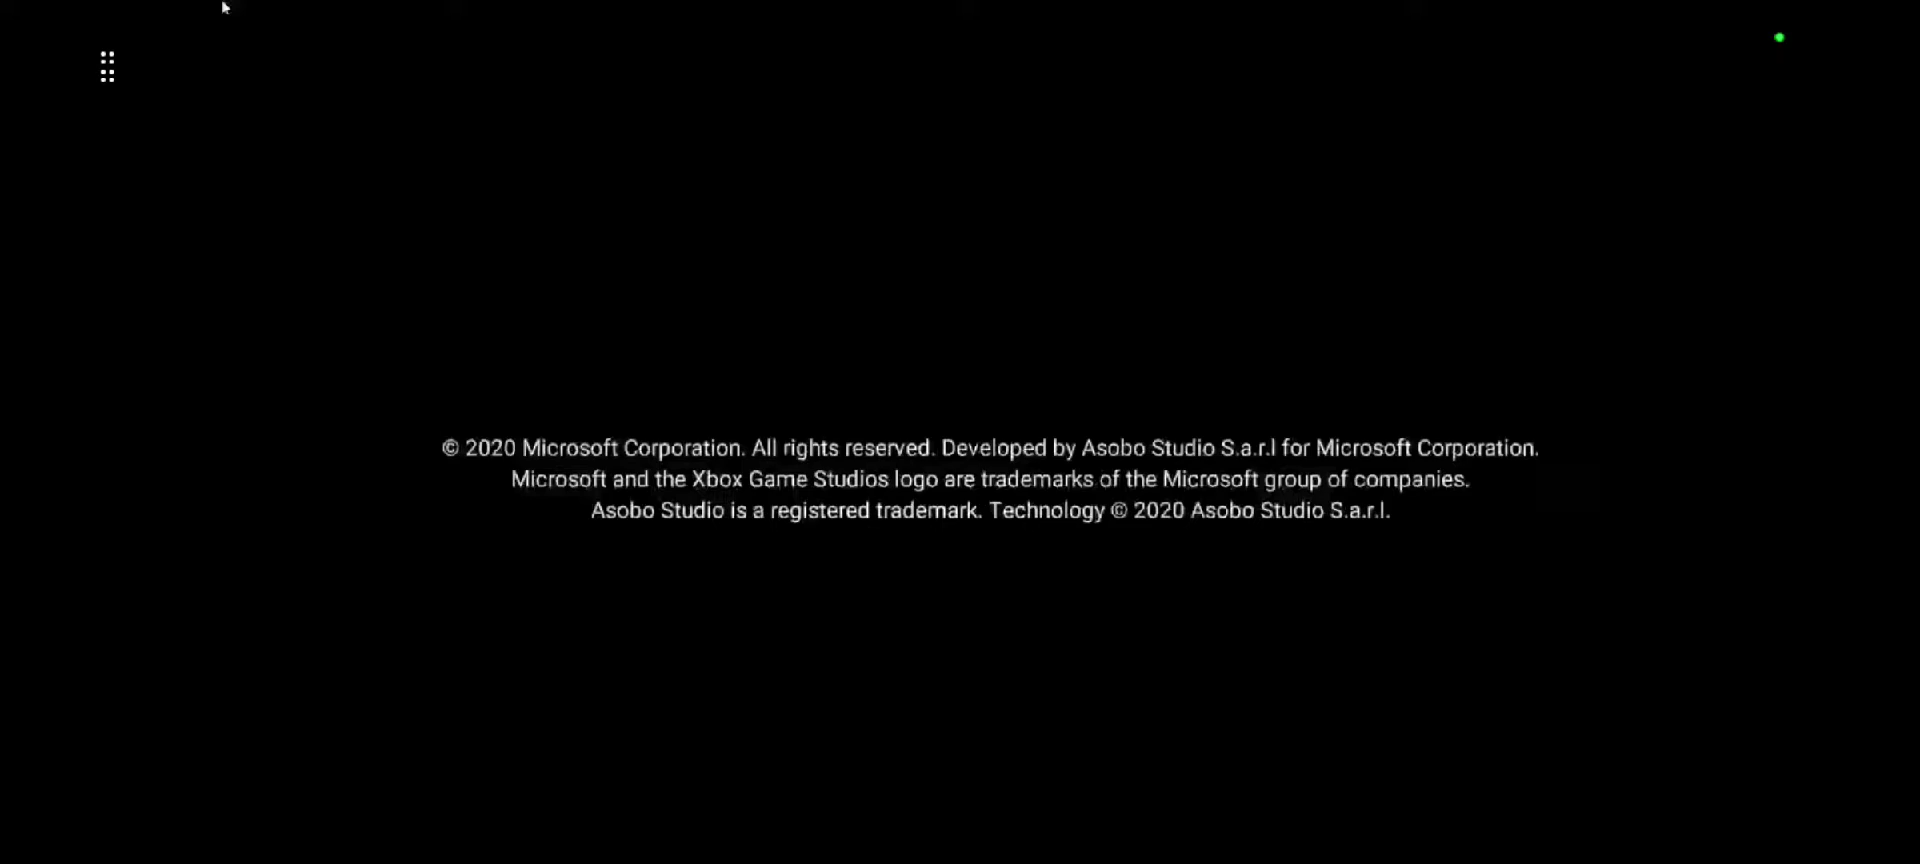 © 2020 Microsoft Corporation. All rights reserved. Developed by Asobo Studio S.a.r.l for Microsoft Corporation.
Microsoft and the Xbox Game Studios logo are trademarks of the Microsoft group of companies.
Asobo Studio is a registered trademark. Technology © 2020 Asobo Studio S.a.r.l.